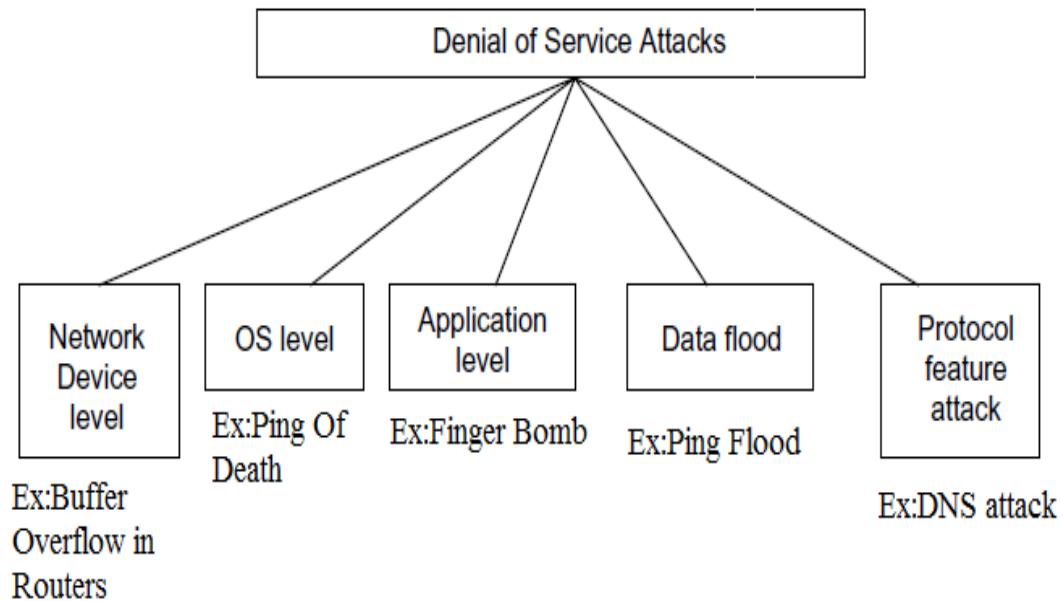 Denial of Service Attacks
Network
Device
level
OS level
Application
level
Data flood
Protocol
feature
attack
Ex:Buffer
Overflow in
Routers
Ex:Ping Of
Death
Ex:Finger Bomb
Ex:Ping Flood
Ex:DNS attack